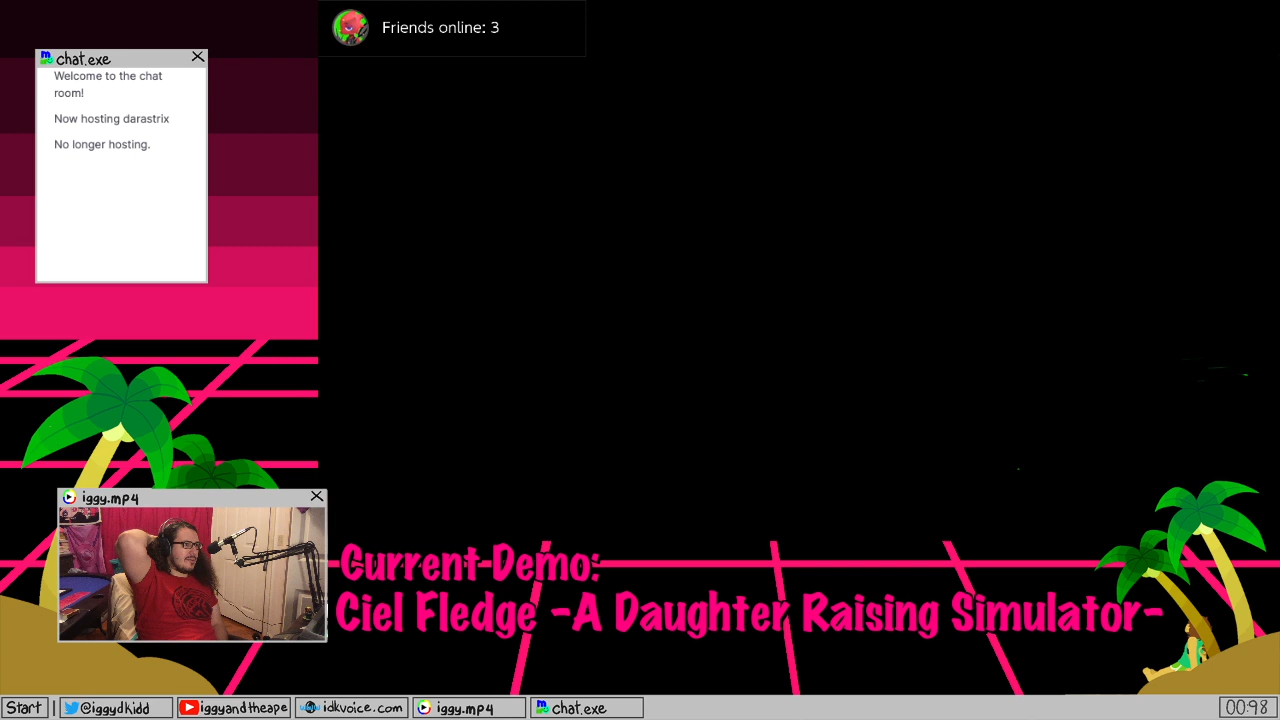 Friends online: 3
chat.exe
Welcome to the chat
room!
Now hosting darastrix
No longer hosting.
iggy.mp4
Current Demo:
Ciel Fledge -A Daughter Raising Simulator-
Start | @iggydkidd iggyandtheape www idkvoice.com iggy.mp4 chat.exe 00:98